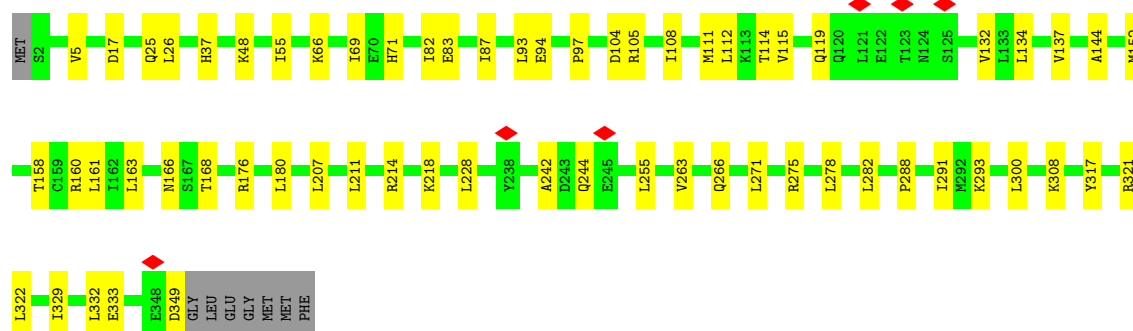 MET S2 V5 D17 Q25 L26 H37 K48 I55 K66 I69 E70 H71 I82 E83 I87 L93 E94 P97 D104 R105 I108 M111 L112 K113 T114 V115 Q119 Q120 L121 E122 T123 N124 S125 V132 L133 L134 V137 A144 M152
T158 C159 R160 L161 I162 L163 N166 S167 T168 R176 L180 L207 L211 R214 K218 L228 Y238 A242 D243 Q244 E245 L255 V263 Q266 L271 R275 L278 L282 P288 I291 M292 K293 L300 K308 Y317 R321
L322 I329 L332 E333 E348 D349 GLY LEU GLU GLY MET MET PHE